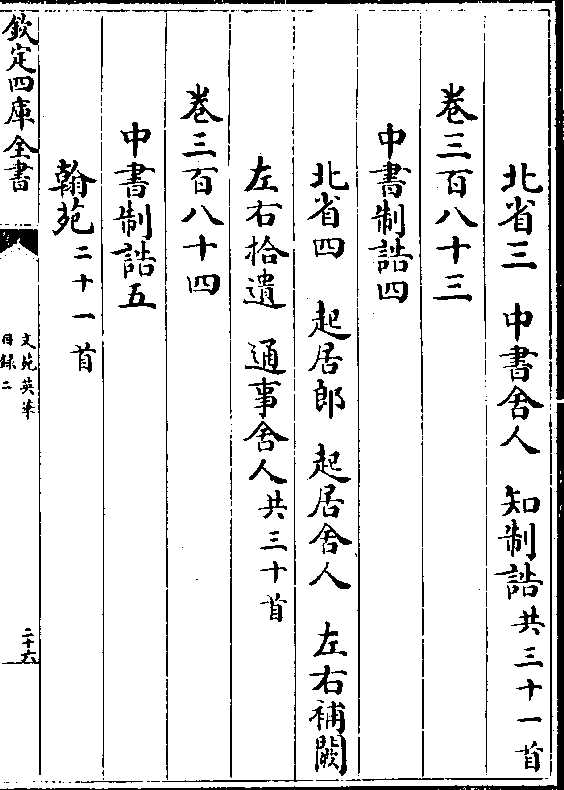 北省三　中書舍人　知制誥共三十一首
卷三百八十三
中書制誥四
北省四　起居郎　起居舍人　左右補闕
左右拾遺　通事舍人共三十首
卷三百八十四
中書制誥五
翰苑二十一首
欽定四庫全書
文苑英華
目録二
二十六